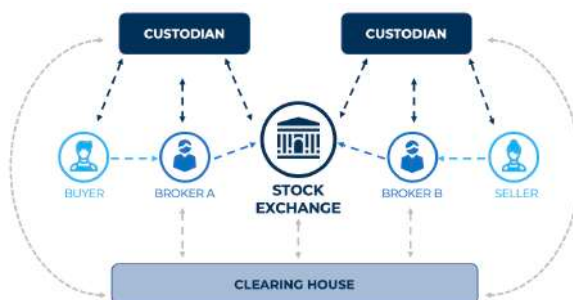 CUSTODIAN
CUSTODIAN
BUYER
BROKER A
STOCK
EXCHANGE
BROKER B
SELLER
CLEARING HOUSE